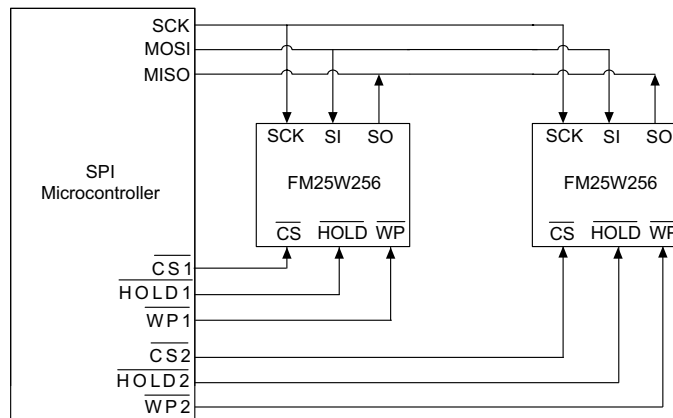 SCK
MOSI
MISO
SPI
Microcontroller
CS1
HOLD1
WP1
CS2
HOLD2
WP2
SCK SI SO
FM25W256
CS HOLD WP
SCK SI SO
FM25W256
CS HOLD WP